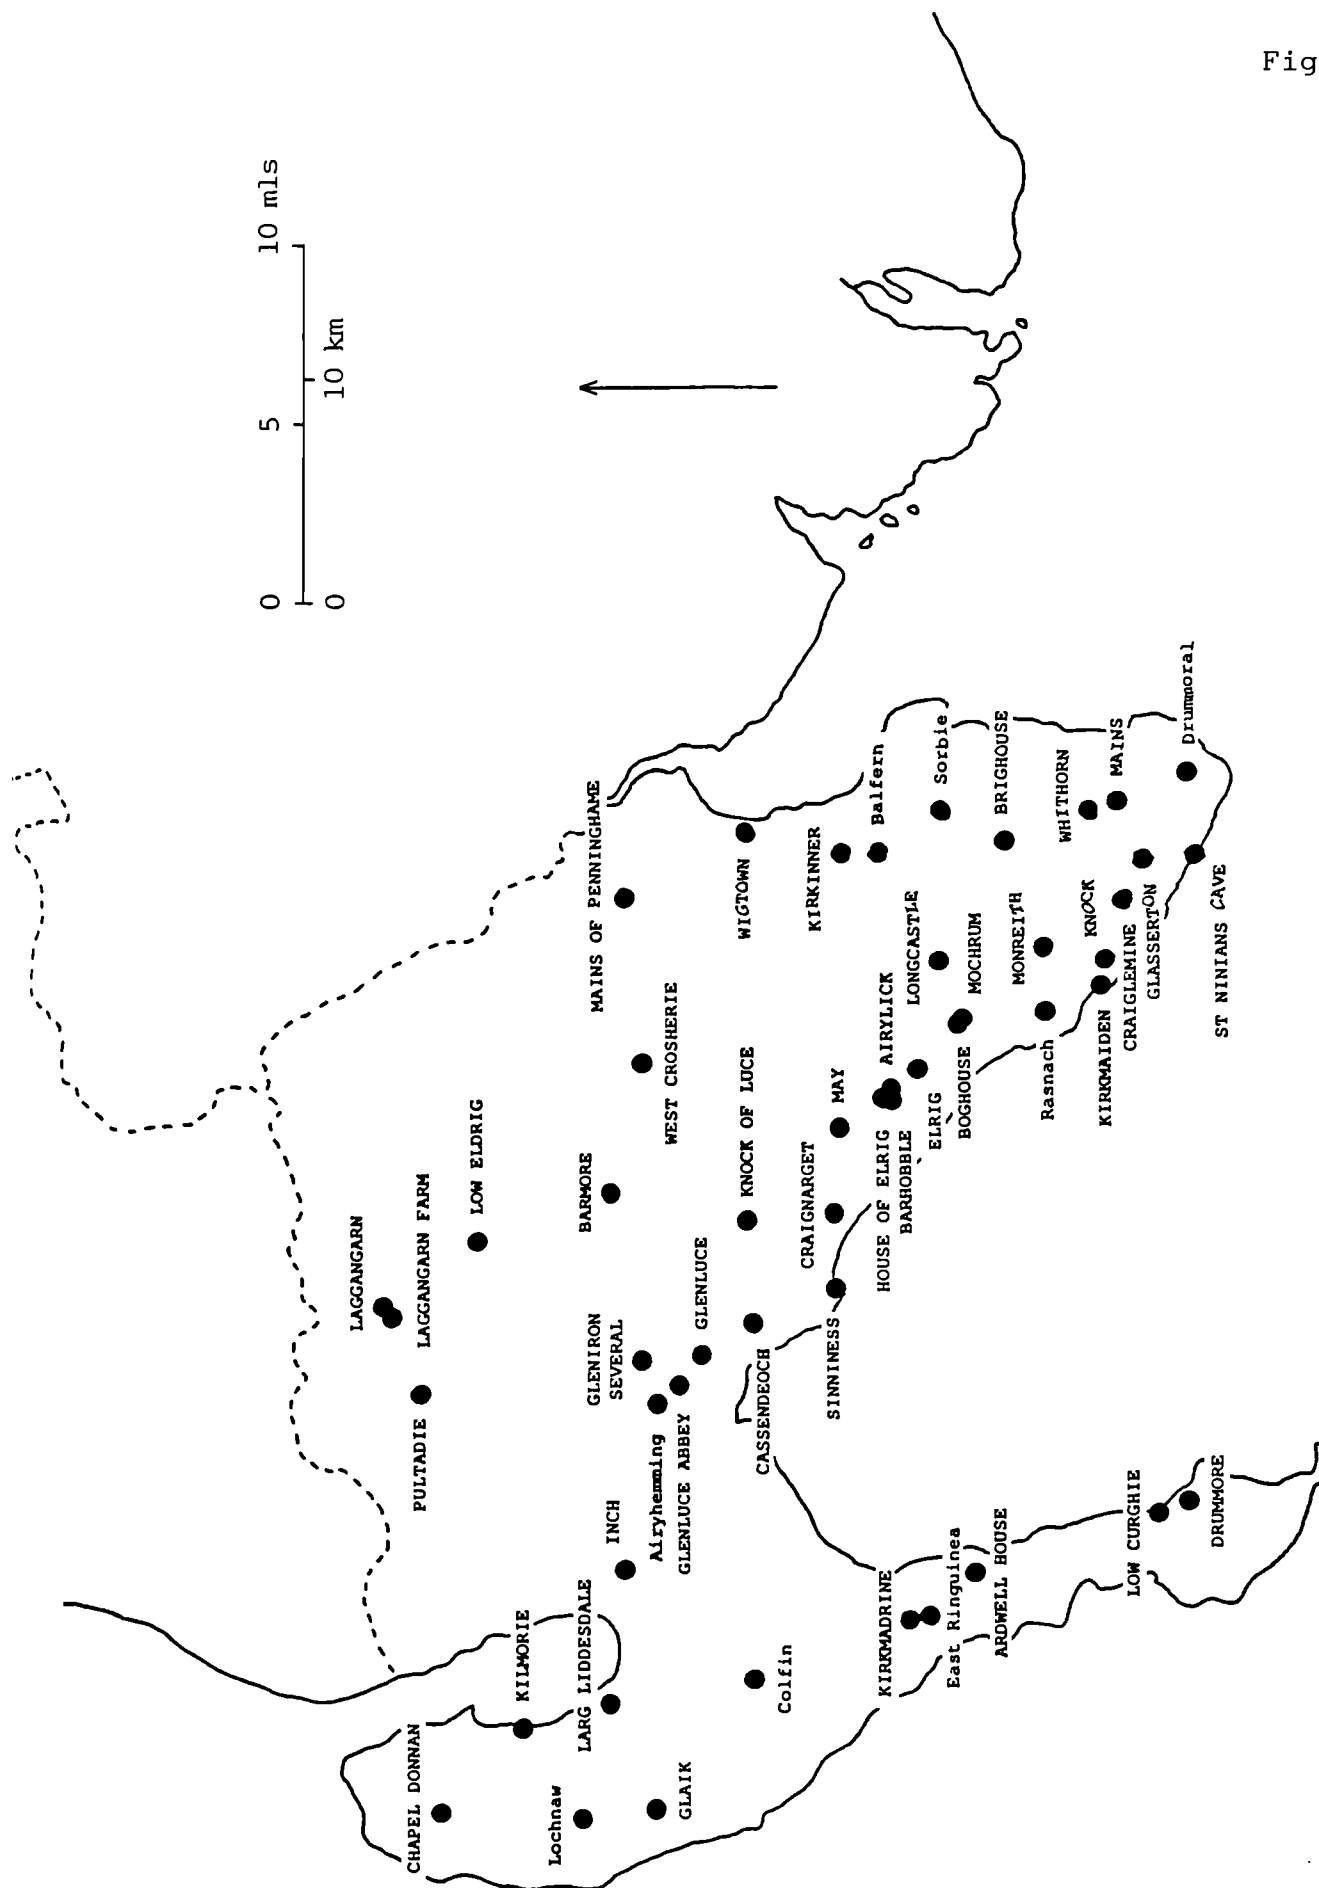 Fig
0 5 10 mls
0 10 km
LAGGANGARN
LAGGANGARN FARM
PULTADIE
LOW ELDRIG
CHAPEL DONNAN
KILMORIE
LARG LIDDESDALE
Lochnaw
GLAIK
INCH
Airyhemming
GLENLUCE ABBEY
GLENIRON
SEVERAL
GLENLUCE
BARMORE
WEST CROSHERIE
MAINS OF PENNINGHAME
KNOCK OF LUCE
WIGTOWN
CASSENDEOCH
Colfin
SINNINESS
CRAIGNARGET
MAY
KIRKINNER
Balfern
HOUSE OF ELRIG
BARHOBBLE
AIRYLICK
ELRIG
LONGCASTLE
Sorbie
BOGHOUSE
MOCHRUM
BRIGHOUSE
KIRKMADRINE
East Ringuinea
ARDWELL HOUSE
MONREITH
Rasnach
WHITHORN
MAINS
KNOCK
KIRKMAIDEN
CRAIGLEMINE
GLASSERTON
Drummoral
ST NINIANS CAVE
LOW CURGHIE
DRUMMORE